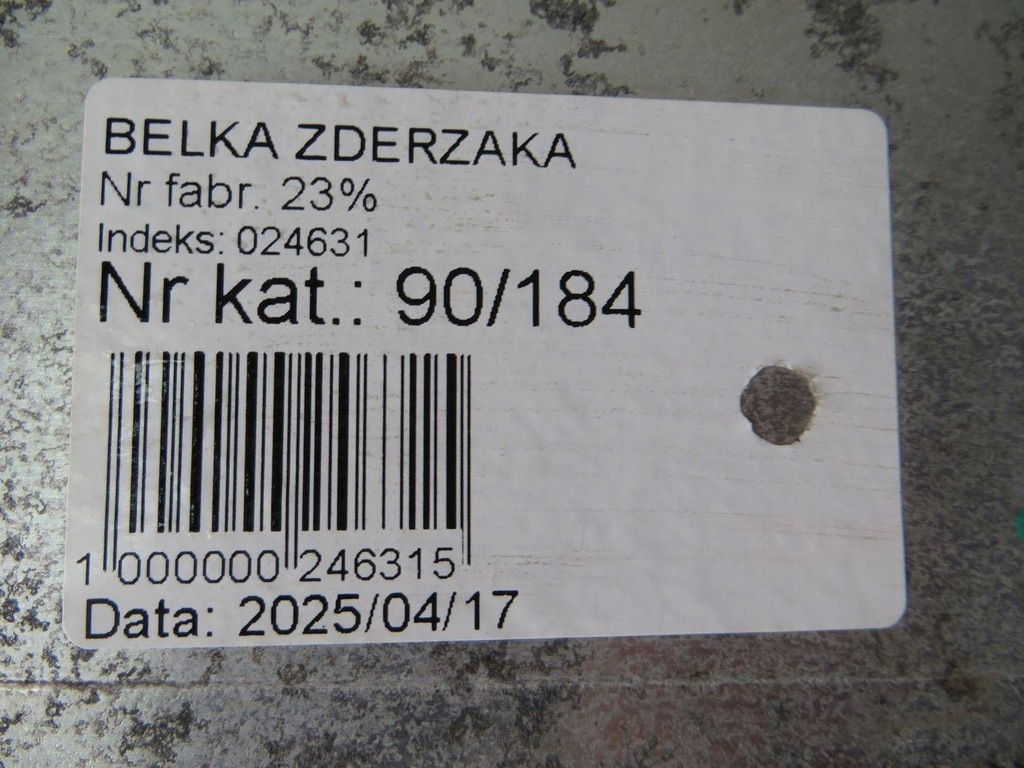 BELKA ZDERZAKA
Nr fabr. 23%
Indeks: 024631
Nr kat.: 90/184
1 000000 246315
Data: 2025/04/17